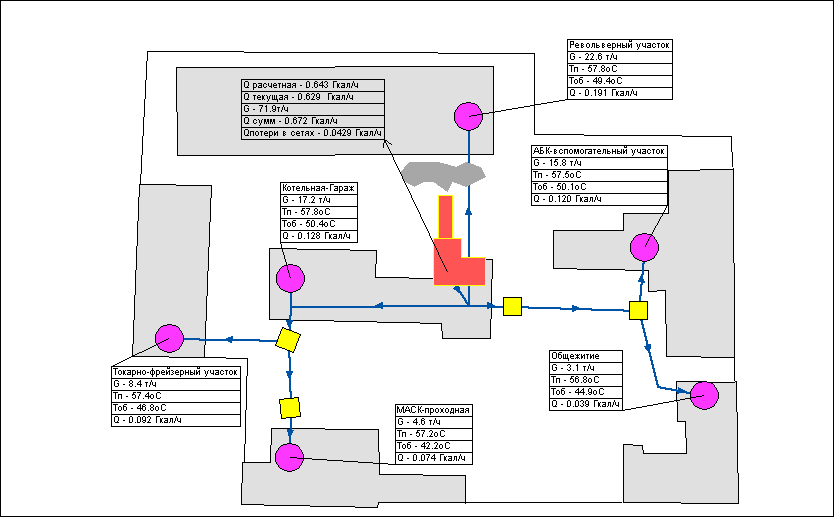 Револьверный участок
G - 22.6 т/ч
Тп - 57.8оС
Тоб - 49.4оС
Q - 0.191 Гкал/ч
Q расчетная - 0.643 Гкал/ч
Q текущая - 0.629 Гкал/ч
G - 71.9т/ч
Q сумм - 0.672 Гкал/ч
Qпотери в сетях - 0.0429 Гкал/ч
АБК-вспомогательный участок
G - 15.8 т/ч
Тп - 57.5оС
Тоб - 50.1оС
Q - 0.120 Гкал/ч
Котельная-Гараж
G - 17.2 т/ч
Тп - 57.8оС
Тоб - 50.4оС
Q - 0.128 Гкал/ч
Общежитие
G - 3.1 т/ч
Тп - 56.8оС
Тоб - 44.9оС
Q - 0.039 Гкал/ч
Токарно-фрейзерный участок
G - 8.4 т/ч
Тп - 57.4оС
Тоб - 46.8оС
Q - 0.092 Гкал/ч
МАСК-проходная
G - 4.6 т/ч
Тп - 57.2оС
Тоб - 42.2оС
Q - 0.074 Гкал/ч